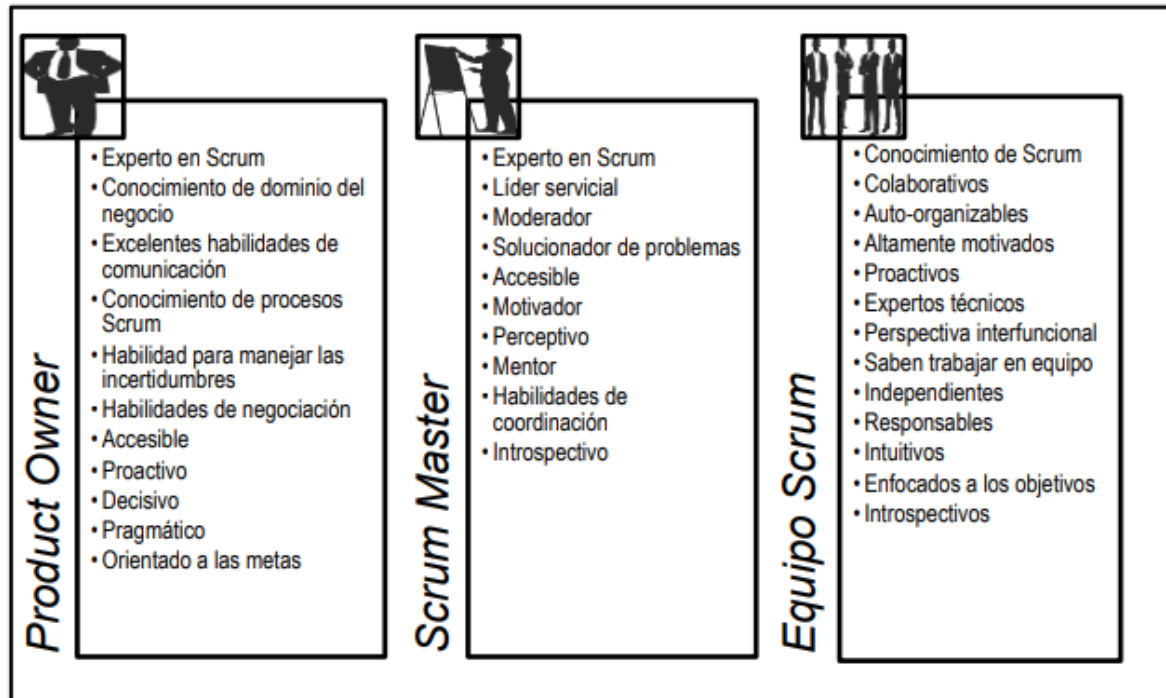 Product Owner
• Experto en Scrum
• Conocimiento de dominio del
negocio
• Excelentes habilidades de
comunicación
• Conocimiento de procesos
Scrum
• Habilidad para manejar las
incertidumbres
• Habilidades de negociación
• Accesible
• Proactivo
• Decisivo
• Pragmático
• Orientado a las metas
Scrum Master
• Experto en Scrum
• Líder servicial
• Moderador
• Solucionador de problemas
• Accesible
• Motivador
• Perceptivo
• Mentor
• Habilidades de
coordinación
• Introspectivo
Equipo Scrum
• Conocimiento de Scrum
• Colaborativos
• Auto-organizables
• Altamente motivados
• Proactivos
• Expertos técnicos
• Perspectiva interfuncional
• Saben trabajar en equipo
• Independientes
• Responsables
• Intuitivos
• Enfocados a los objetivos
• Introspectivos